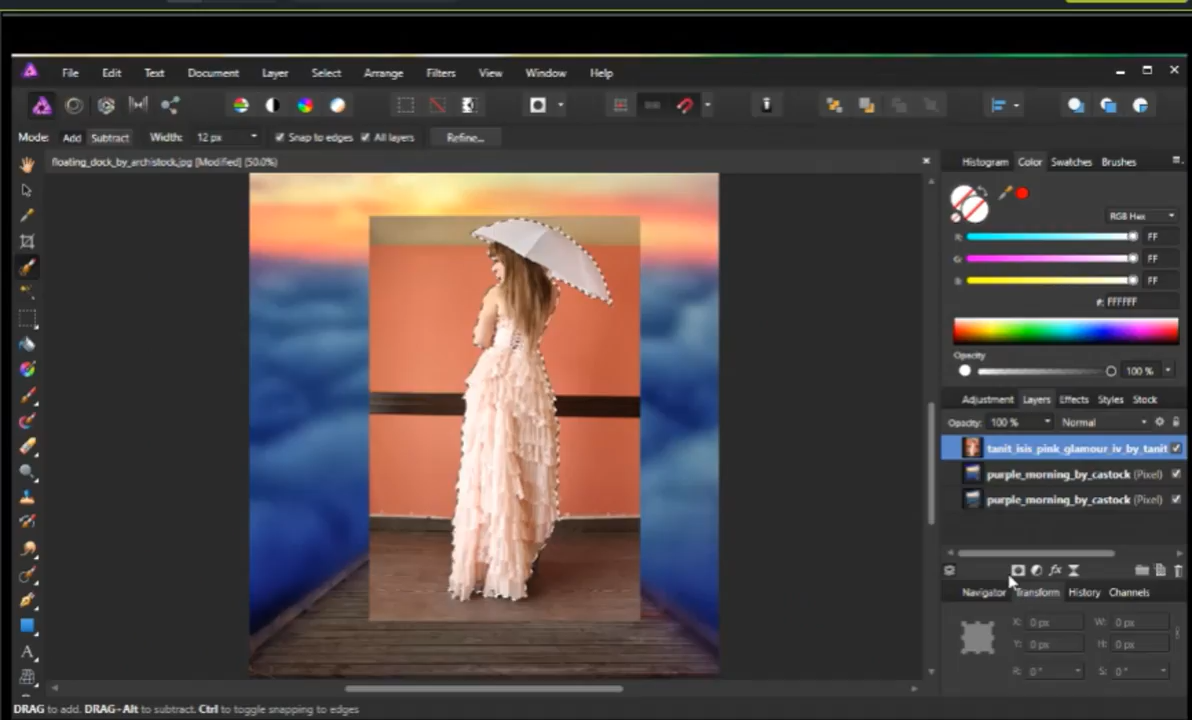 File Edit Text Document Layer Select Arrange Filters View Window Help
Mode: Add Subtract Width: 12 px Snap to edges All layers Refine...
floating_dock_by_archistock.jpg [Modified] (50.0%)
Histogram Color Swatches Brushes
RGB Hex
R: FF
G: FF
B: FF
#: FFFFFF
Opacity
100 %
Adjustment Layers Effects Styles Stock
Opacity: 100 % Normal
tanit_isis_pink_glamour_iv_by_tanit
purple_morning_by_castock (Pixel)
purple_morning_by_castock (Pixel)
fx
Navigator Transform History Channels
X: 0 px W: 0 px
Y: 0 px H: 0 px
R: 0 ° S: 0 °
A
DRAG to add. DRAG+Alt to subtract. Ctrl to toggle snapping to edges